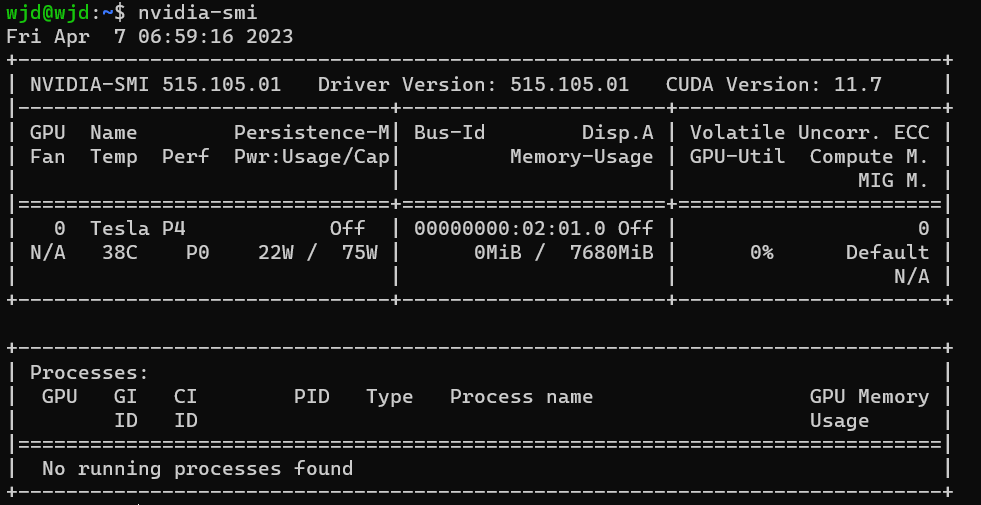 wjd@wjd:~$ nvidia-smi
Fri Apr  7 06:59:16 2023
+-----------------------------------------------------------------------------+
| NVIDIA-SMI 515.105.01   Driver Version: 515.105.01   CUDA Version: 11.7     |
|-------------------------------+----------------------+----------------------+
| GPU  Name        Persistence-M| Bus-Id        Disp.A | Volatile Uncorr. ECC |
| Fan  Temp  Perf  Pwr:Usage/Cap|         Memory-Usage | GPU-Util  Compute M. |
|                               |                      |               MIG M. |
|===============================+======================+======================|
|   0  Tesla P4            Off  | 00000000:02:01.0 Off |                    0 |
| N/A   38C    P0    22W /  75W |      0MiB /  7680MiB |      0%      Default |
|                               |                      |                  N/A |
+-------------------------------+----------------------+----------------------+

+-----------------------------------------------------------------------------+
| Processes:                                                                  |
|  GPU   GI   CI        PID   Type   Process name                  GPU Memory |
|        ID   ID                                                   Usage      |
|=============================================================================|
|  No running processes found                                                 |
+-----------------------------------------------------------------------------+